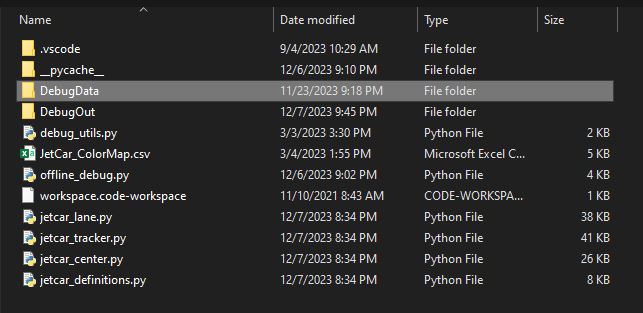 Name Date modified Type Size
.vscode 9/4/2023 10:29 AM File folder
__pycache__ 12/6/2023 9:10 PM File folder
DebugData 11/23/2023 9:18 PM File folder
DebugOut 12/7/2023 9:45 PM File folder
debug_utils.py 3/3/2023 3:30 PM Python File 2 KB
JetCar_ColorMap.csv 3/4/2023 1:55 PM Microsoft Excel C... 5 KB
offline_debug.py 12/6/2023 9:02 PM Python File 4 KB
workspace.code-workspace 11/10/2021 8:43 AM CODE-WORKSPA... 1 KB
jetcar_lane.py 12/7/2023 8:34 PM Python File 38 KB
jetcar_tracker.py 12/7/2023 8:34 PM Python File 41 KB
jetcar_center.py 12/7/2023 8:34 PM Python File 26 KB
jetcar_definitions.py 12/7/2023 8:34 PM Python File 8 KB